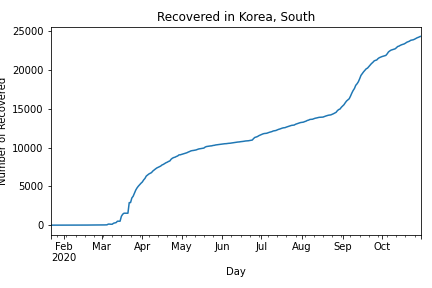 Recovered in Korea, South
25000
20000
15000
10000
5000
0
Number of Recovered
Feb Mar Apr May Jun Jul Aug Sep Oct
2020
Day